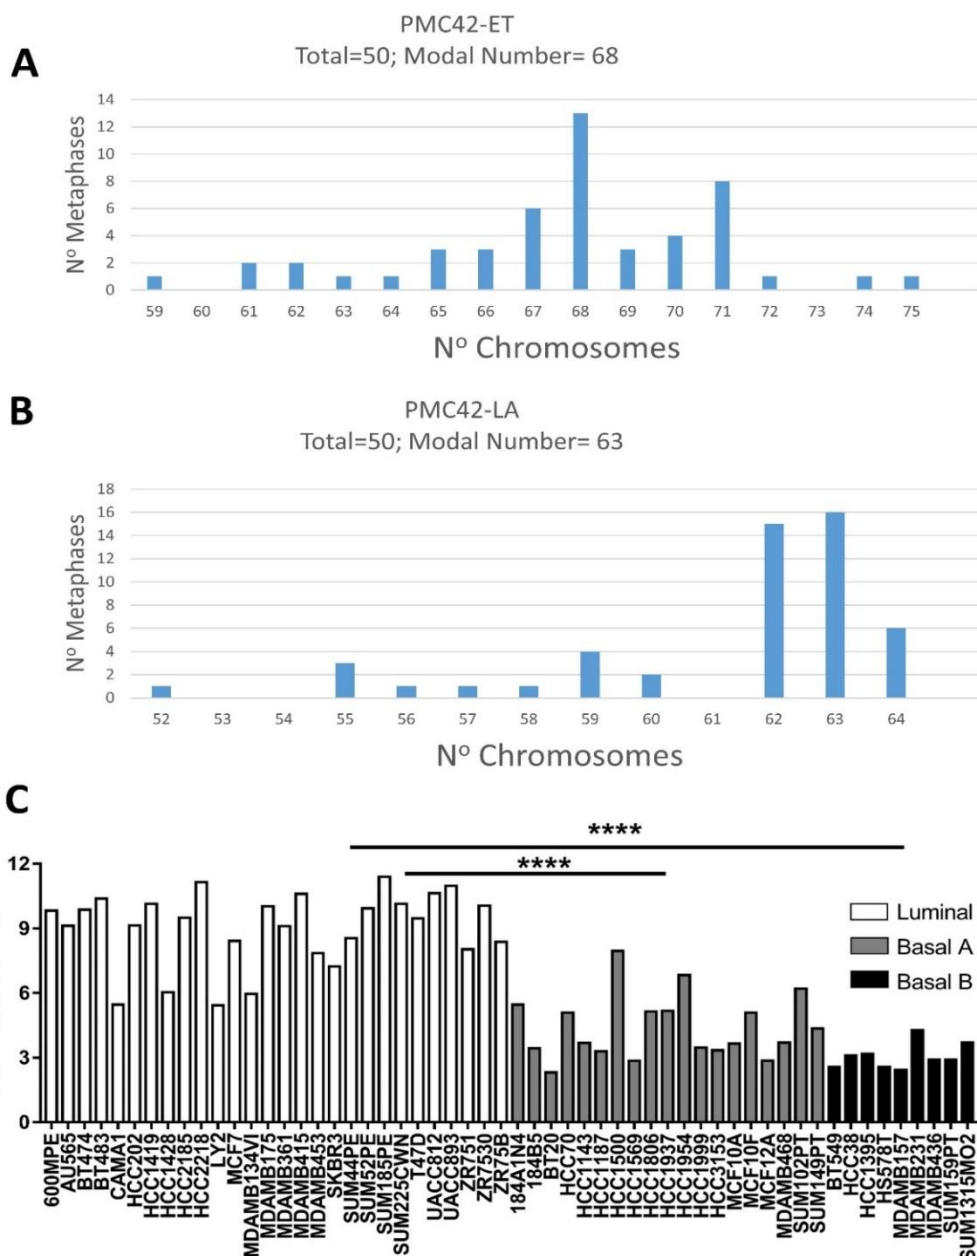 A
PMC42-ET
Total=50; Modal Number= 68
Nº Metaphases
14
12
10
8
6
4
2
0
59 60 61 62 63 64 65 66 67 68 69 70 71 72 73 74 75
Nº Chromosomes
B
PMC42-LA
Total=50; Modal Number= 63
Nº Metaphases
18
16
14
12
10
8
6
4
2
0
52 53 54 55 56 57 58 59 60 61 62 63 64
Nº Chromosomes
C
****
****
12
9
6
3
0
Luminal
Basal A
Basal B
600MPE
AU565
BT474
BT483
CAMA1
HCC202
HCC1419
HCC1428
HCC2185
HCC2218
LY2
MCF7
MDAMB134VI
MDAMB175
MDAMB361
MDAMB415
MDAMB453
SKBR3
SUM44PE
SUM52PE
SUM185PE
SUM225CWN
T47D
UACC812
UACC893
ZR751
ZR7530
ZR75B
184A1N4
184B5
BT20
HCC70
HCC1143
HCC1187
HCC1500
HCC1569
HCC1806
HCC1937
HCC1954
HCC1999
HCC3153
MCF10A
MCF10F
MCF12A
MDAMB468
SUM102PT
SUM149PT
BT549
HCC38
HCC1395
HS578T
MDAMB157
MDAMB231
MDAMB436
SUM159PT
SUM1315MO2